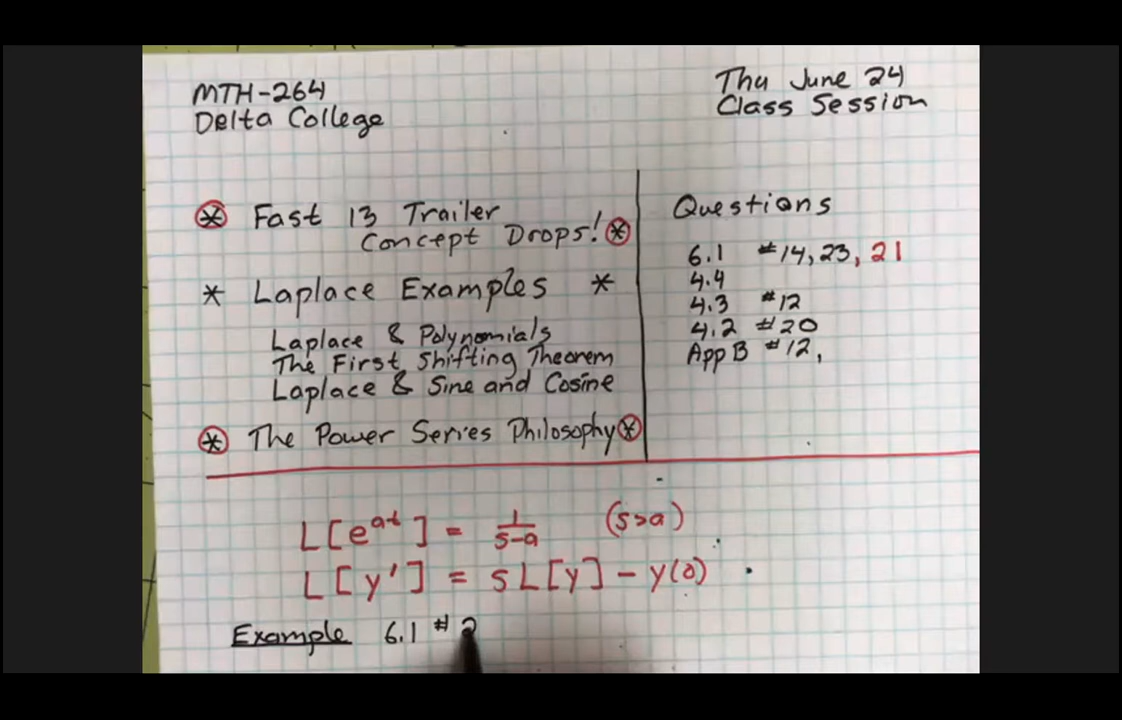 MTH-264
Delta College
Thu June 24
Class Session
⊛ Fast 13 Trailer
Concept Drops! ⊛
* Laplace Examples *
Laplace & Polynomials
The First Shifting Theorem
Laplace & Sine and Cosine
⊛ The Power Series Philosophy ⊛
Questions
6.1 #14, 23, 21
4.4
4.3 #12
4.2 #20
App B #12,
L[e^at] = 1/(s-a) (s>a)
L[y'] = sL[y] - y(0)
Example 6.1 # 2